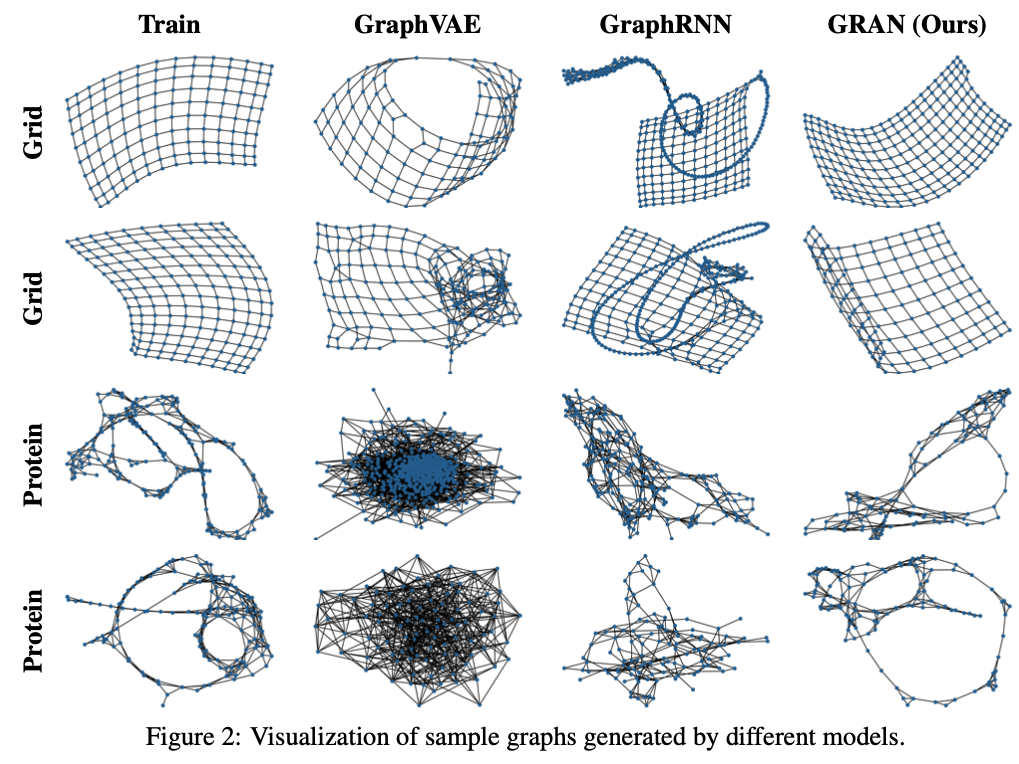 Train GraphVAE GraphRNN GRAN (Ours)
Grid
Grid
Protein
Protein
Figure 2: Visualization of sample graphs generated by different models.